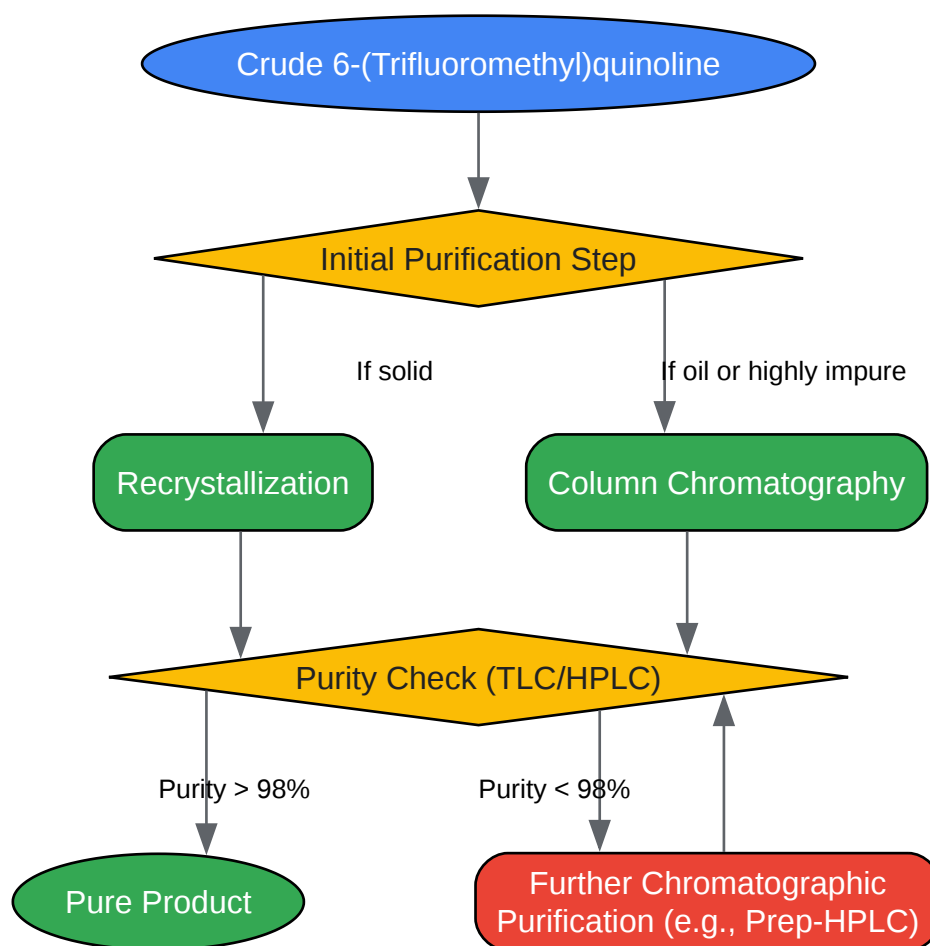 Crude 6-(Trifluoromethyl)quinoline
Initial Purification Step
If solid
If oil or highly impure
Recrystallization
Column Chromatography
Purity Check (TLC/HPLC)
Purity > 98%
Purity < 98%
Pure Product
Further Chromatographic
Purification (e.g., Prep-HPLC)